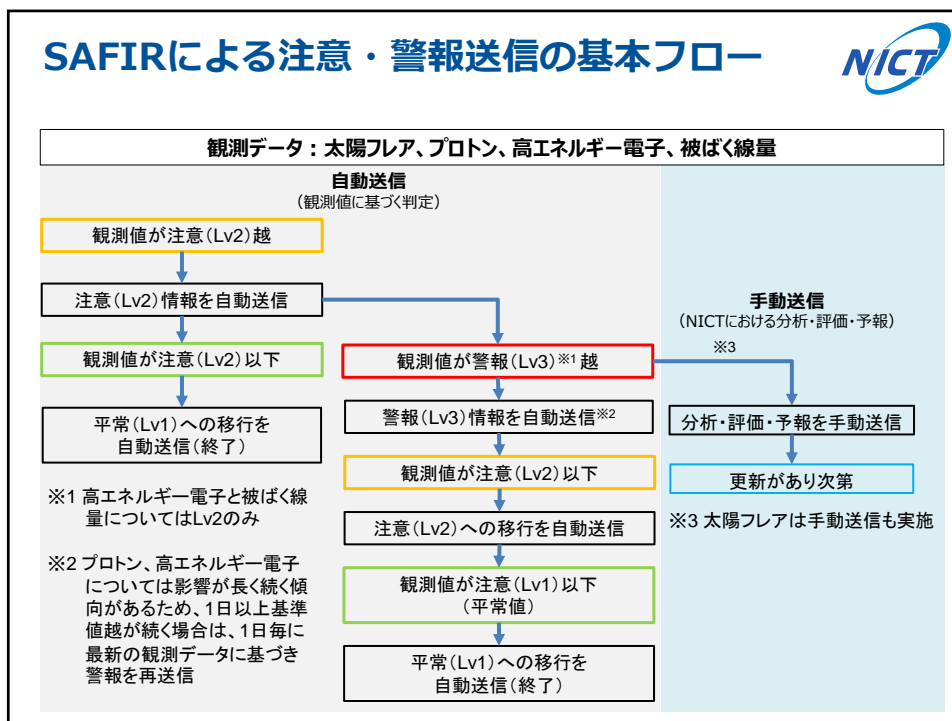 SAFIRによる注意・警報送信の基本フロー
NICT
観測データ：太陽フレア、プロトン、高エネルギー電子、被ばく線量
自動送信
（観測値に基づく判定）
観測値が注意（Lv2）越
注意（Lv2）情報を自動送信
観測値が注意（Lv2）以下
平常（Lv1）への移行を
自動送信（終了）
※1 高エネルギー電子と被ばく線
量についてはLv2のみ
※2 プロトン、高エネルギー電子
については影響が長く続く傾
向があるため、1日以上基準
値越が続く場合は、1日毎に
最新の観測データに基づき
警報を再送信
観測値が警報（Lv3）※1 越
警報（Lv3）情報を自動送信※2
観測値が注意（Lv2）以下
注意（Lv2）への移行を自動送信
観測値が注意（Lv1）以下
（平常値）
平常（Lv1）への移行を
自動送信（終了）
手動送信
（NICTにおける分析・評価・予報）
※3
分析・評価・予報を手動送信
更新があり次第
※3 太陽フレアは手動送信も実施